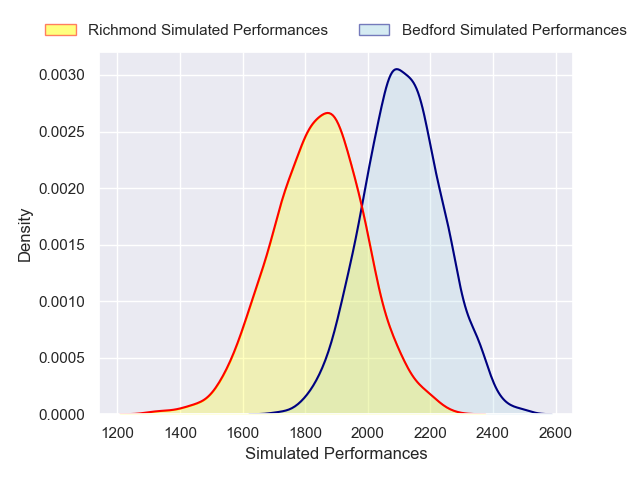 Richmond Simulated Performances
Bedford Simulated Performances
0.0030
0.0025
0.0020
0.0015
0.0010
0.0005
0.0000
Density
1200 1400 1600 1800 2000 2200 2400 2600
Simulated Performances